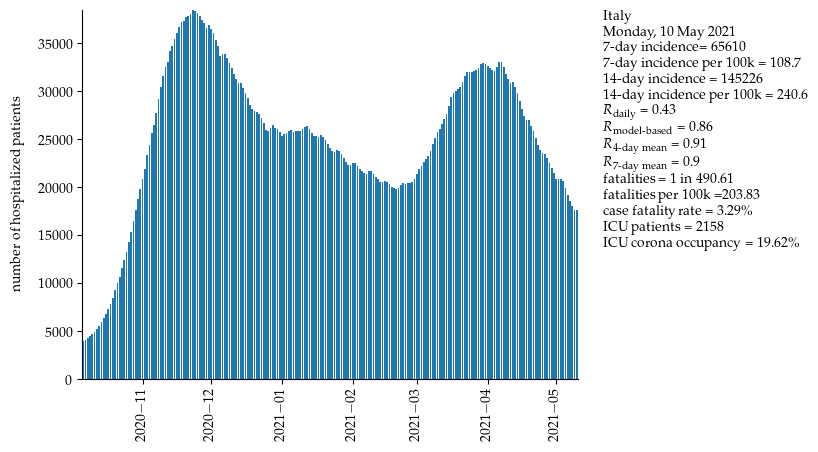 Italy
Monday, 10 May 2021
7-day incidence= 65610
7-day incidence per 100k = 108.7
14-day incidence = 145226
14-day incidence per 100k = 240.6
R_daily = 0.43
R_model-based = 0.86
R_4-day mean = 0.91
R_7-day mean = 0.9
fatalities = 1 in 490.61
fatalities per 100k =203.83
case fatality rate = 3.29%
ICU patients = 2158
ICU corona occupancy = 19.62%
number of hospitalized patients
35000
30000
25000
20000
15000
10000
5000
0
2020−11
2020−12
2021−01
2021−02
2021−03
2021−04
2021−05